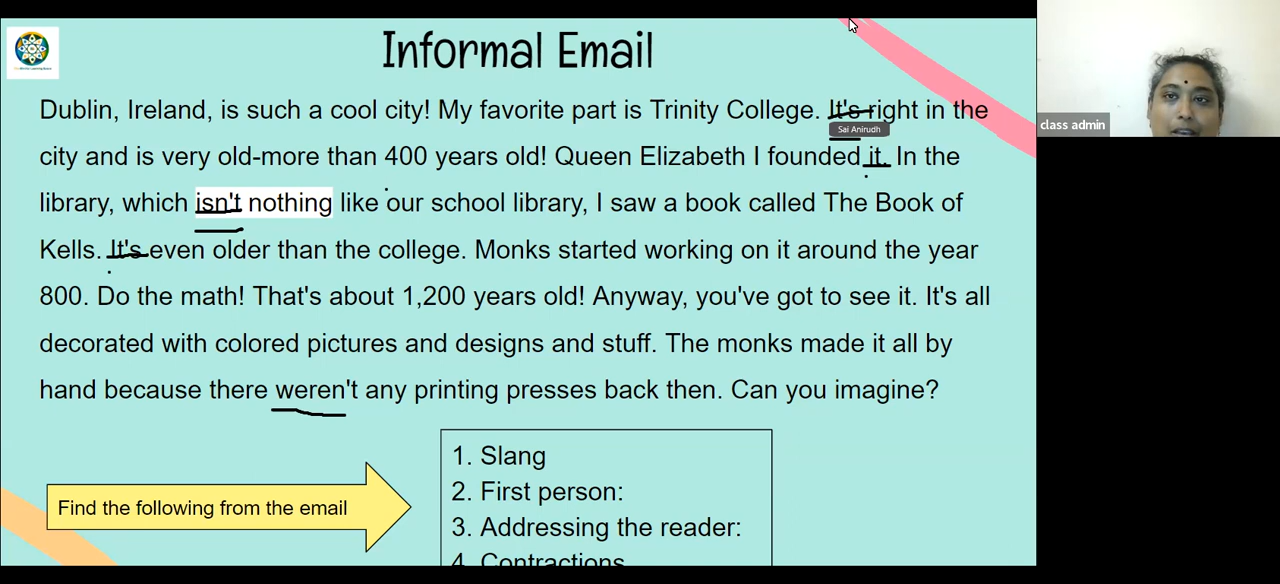 Informal Email
Dublin, Ireland, is such a cool city! My favorite part is Trinity College. It's right in the
class admin
Sai Anirudh
city and is very old-more than 400 years old! Queen Elizabeth I founded it. In the
library, which isn't nothing like our school library, I saw a book called The Book of
Kells. It's even older than the college. Monks started working on it around the year
800. Do the math! That's about 1,200 years old! Anyway, you've got to see it. It's all
decorated with colored pictures and designs and stuff. The monks made it all by
hand because there weren't any printing presses back then. Can you imagine?
Find the following from the email
1. Slang
2. First person:
3. Addressing the reader:
4. Contractions